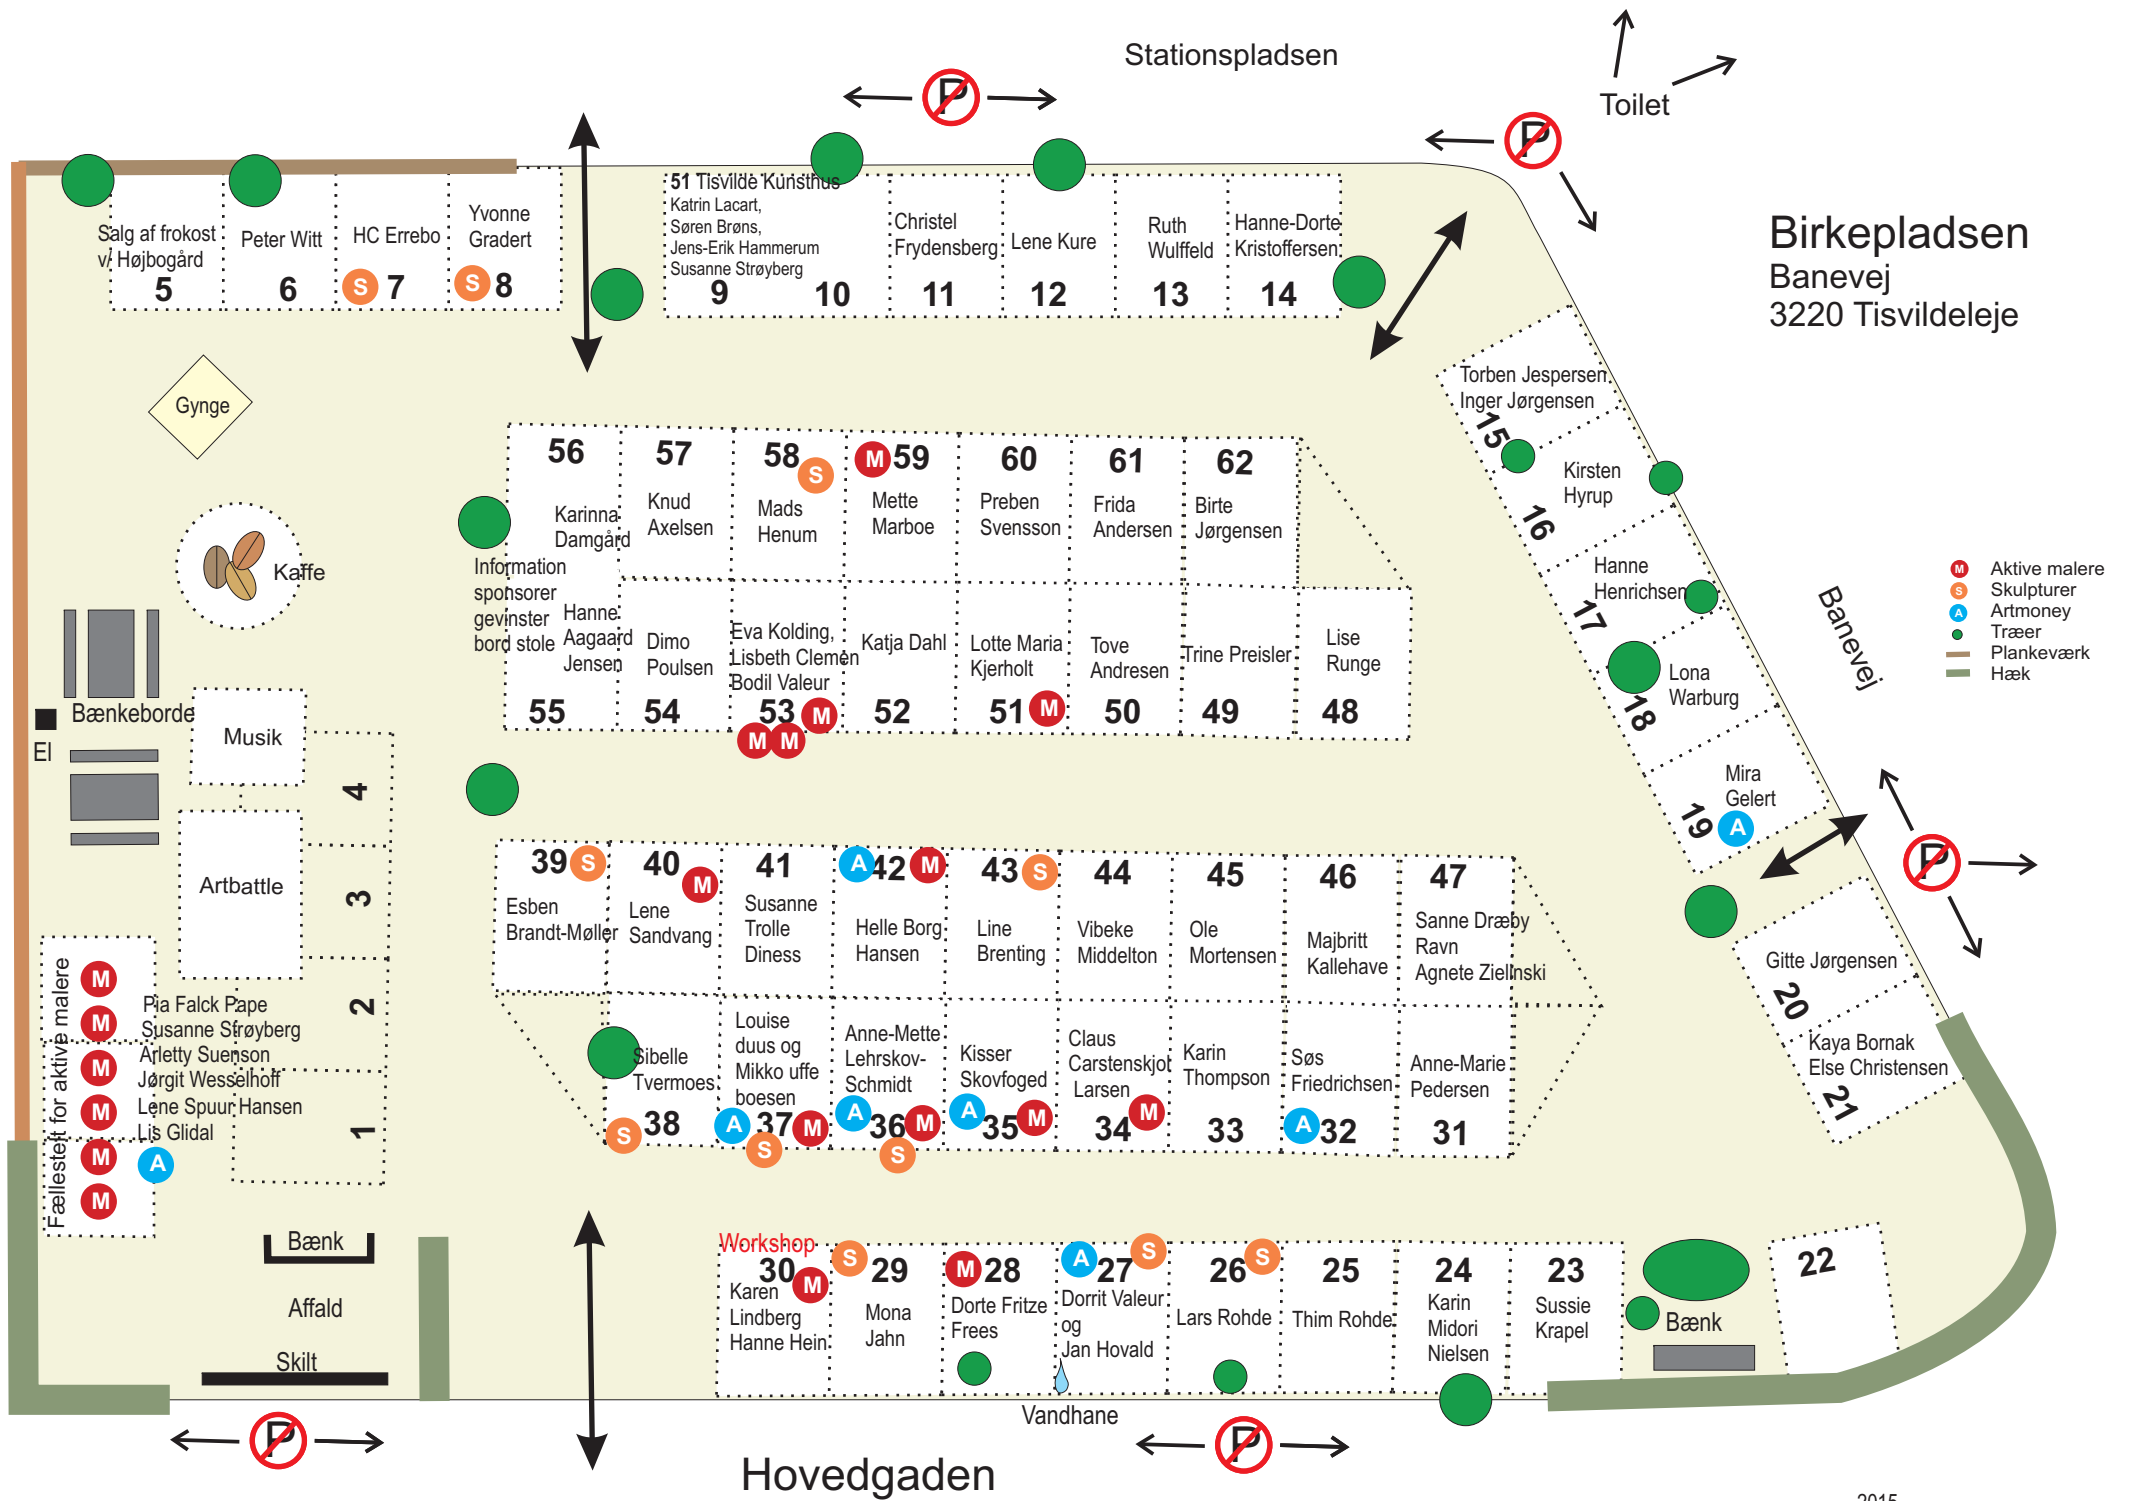 Stationspladsen
Toilet
P
P
Birkepladsen
Banevej
3220 Tisvildeleje
Salg af frokost
v/ Højbogård
5
Peter Witt
6
HC Errebo
S 7
Yvonne
Gradert
S 8
51 Tisvilde Kunsthus
Katrin Lacart,
Søren Brøns,
Jens-Erik Hammerum
Susanne Strøyberg
9
10
Christel
Frydensberg
11
Lene Kure
12
Ruth
Wulffeld
13
Hanne-Dorte
Kristoffersen
14
Torben Jespersen
Inger Jørgensen
15
Kirsten
Hyrup
16
Hanne
Henrichsen
17
Lona
Warburg
18
Mira
Gelert
19 A
Banevej
M Aktive malere
S Skulpturer
A Artmoney
Træer
Plankeværk
Hæk
P
Gynge
Kaffe
Bænkeborde
El
Musik
Artbattle
4
3
2
1
56
Karinna
Damgård
57
Knud
Axelsen
58 S
Mads
Henum
M 59
Mette
Marboe
60
Preben
Svensson
61
Frida
Andersen
62
Birte
Jørgensen
Information
sponsorer
gevinster
bord stole
Hanne
Aagaard
Jensen
55
Dimo
Poulsen
54
Eva Kolding,
Lisbeth Clemen
Bodil Valeur
53 M
M M
Katja Dahl
52
Lotte Maria
Kjerholt
51 M
Tove
Andresen
50
Trine Preisler
49
Lise
Runge
48
39 S
Esben
Brandt-Møller
40 M
Lene
Sandvang
41
Susanne
Trolle
Diness
A 42 M
Helle Borg
Hansen
43 S
Line
Brenting
44
Vibeke
Middelton
45
Ole
Mortensen
46
Majbritt
Kallehave
47
Sanne Dræby
Ravn
Agnete Zielinski
Sibelle
Tvermoes
S 38
Louise
duus og
Mikko uffe
boesen
A 37 M
S
Anne-Mette
Lehrskov-
Schmidt
A 36 M
S
Kisser
Skovfoged
A 35 M
Claus
Carstenskjol
Larsen
34 M
Karin
Thompson
33
Søs
Friedrichsen
A 32
Anne-Marie
Pedersen
31
Gitte Jørgensen
20
Kaya Bornak
Else Christensen
21
Fællestelt for aktive malere
M
M
M
M
M
M
A
Pia Falck Pape
Susanne Strøyberg
Arletty Suenson
Jørgit Wesselhoff
Lene Spuur Hansen
Lis Glidal
Bænk
Affald
Skilt
P
Workshop
30 M
Karen
Lindberg
Hanne Hein
S 29
Mona
Jahn
M 28
Dorte Fritze
Frees
A 27 S
Dorrit Valeur
og
Jan Hovald
26 S
Lars Rohde
25
Thim Rohde
24
Karin
Midori
Nielsen
23
Sussie
Krapel
Bænk
22
Vandhane
P
Hovedgaden
2015